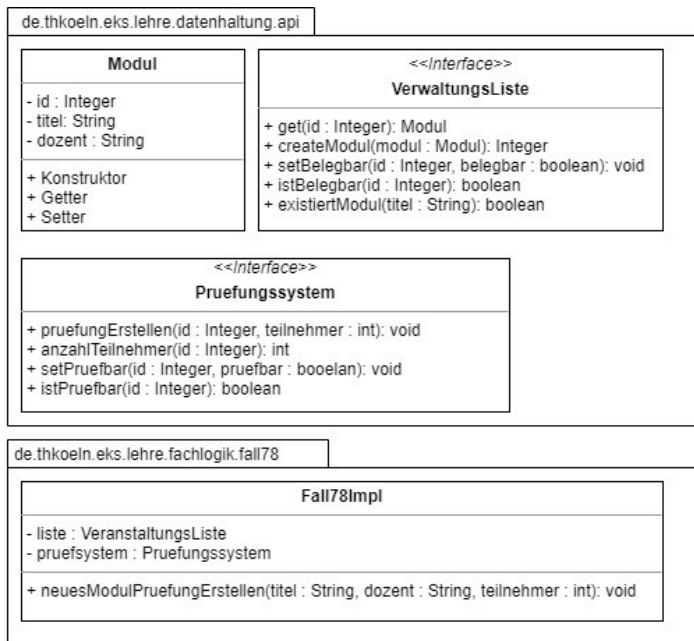 de.thkoeln.eks.lehre.datenhaltung.api
Modul
- id : Integer
- titel: String
- dozent : String
+ Konstruktor
+ Getter
+ Setter
<<Interface>>
VerwaltungsListe
+ get(id : Integer): Modul
+ createModul(modul : Modul): Integer
+ setBelegbar(id : Integer, belegbar : boolean): void
+ istBelegbar(id : Integer): boolean
+ existiertModul(titel : String): boolean
<<Interface>>
Pruefungssystem
+ pruefungErstellen(id : Integer, teilnehmer : int): void
+ anzahlTeilnehmer(id : Integer): int
+ setPruefbar(id : Integer, pruefbar : booelan): void
+ istPruefbar(id : Integer): boolean
de.thkoeln.eks.lehre.fachlogik.fall78
Fall78Impl
- liste : VeranstaltungsListe
- pruefsystem : Pruefungssystem
+ neuesModulPruefungErstellen(titel : String, dozent : String, teilnehmer : int): void